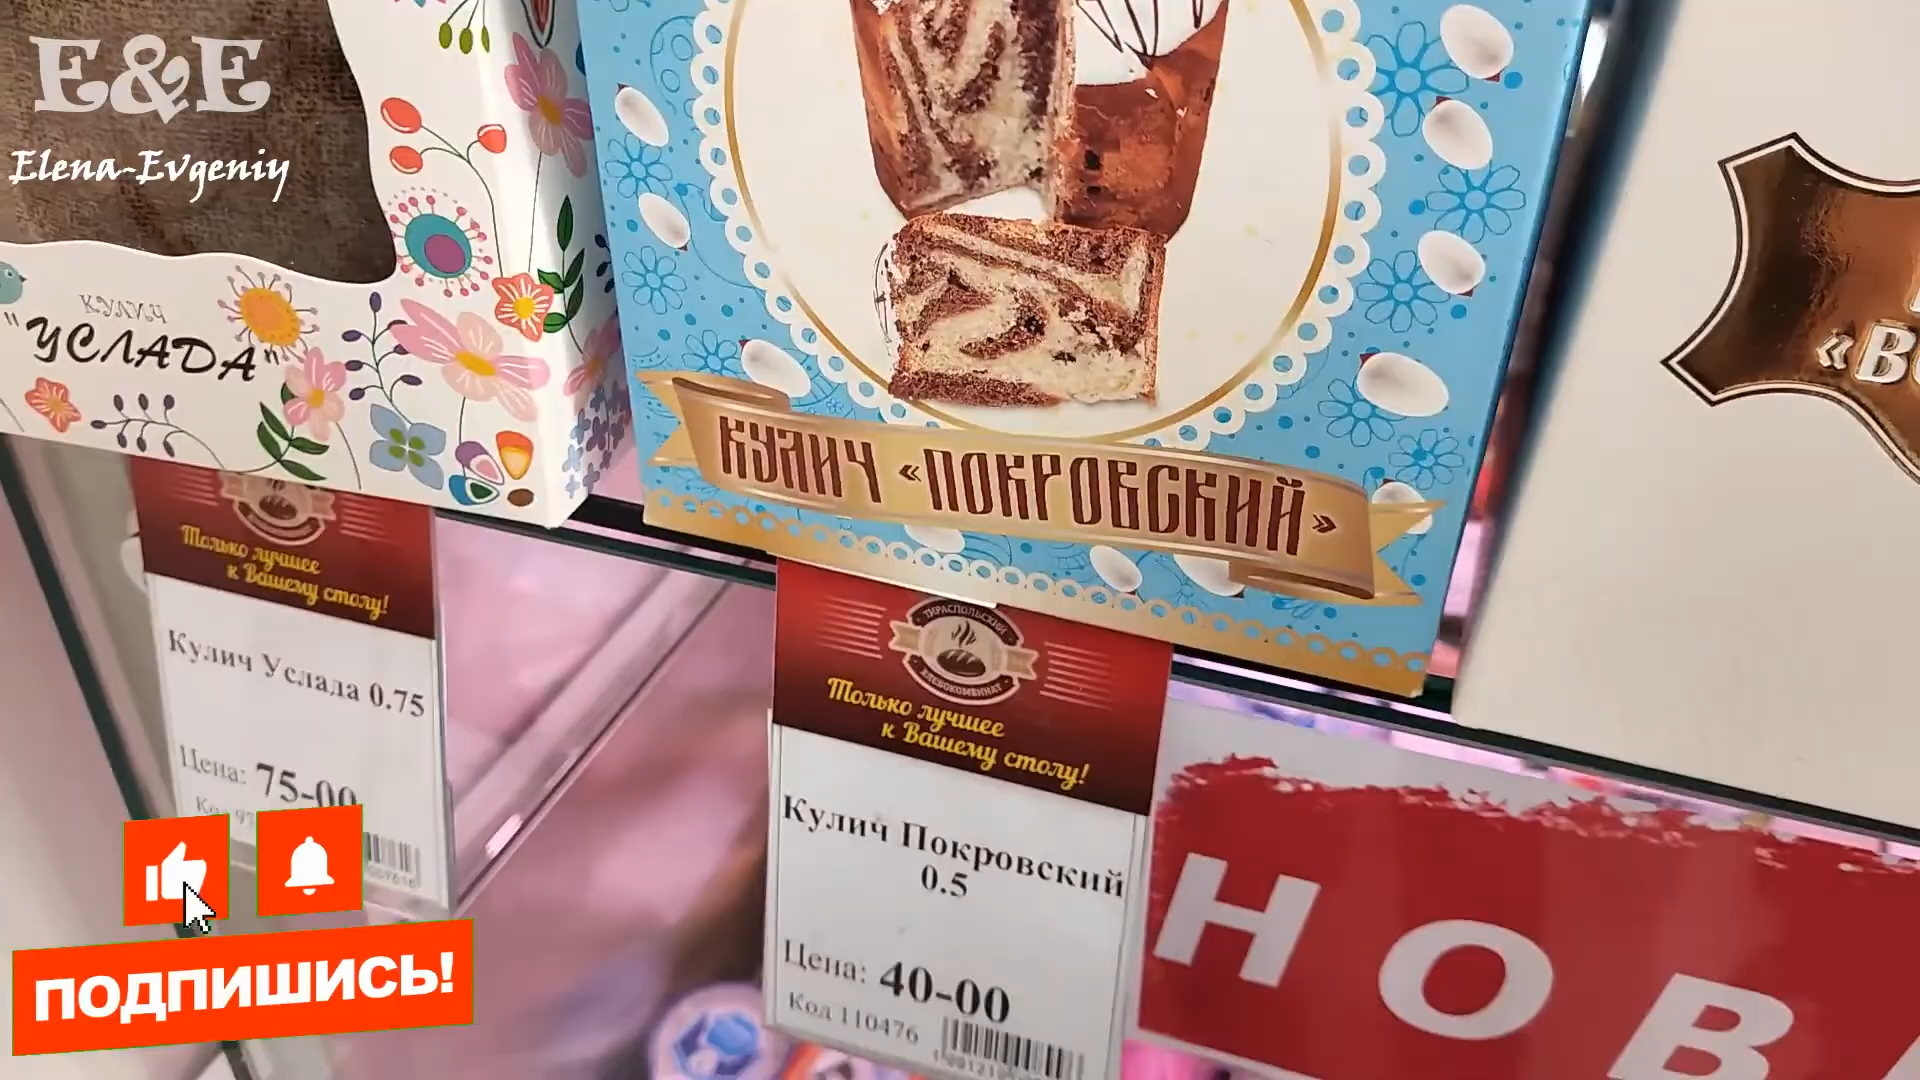 E&E
Elena-Evgeniy
КУЛИЧ
"УСЛАДА"
КУЛИЧ «ПОКРОВСКИЙ»
Только лучшее
к Вашему столу!
Кулич Услада 0.75
Цена: 75-00
ТИРАСПОЛЬСКИЙ
ХЛЕБОКОМБИНАТ
Только лучшее
к Вашему столу!
Кулич Покровский
0.5
Цена: 40-00
Код 110476
НОВ
ПОДПИШИСЬ!